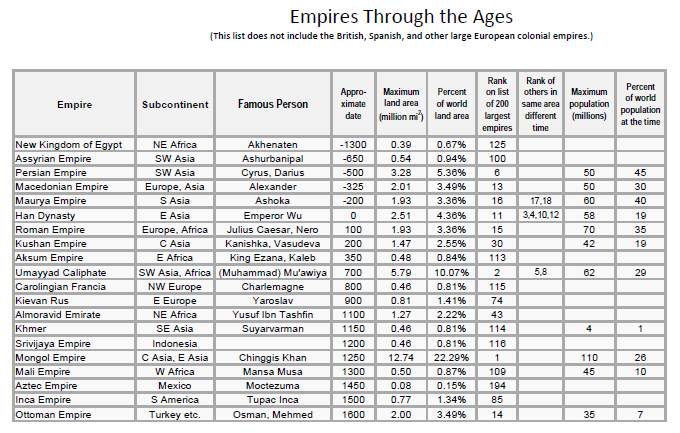 Empires Through the Ages
(This list does not include the British, Spanish, and other large European colonial empires.)
Empire Subcontinent Famous Person Appro-ximate date Maximum land area (million mi²) Percent of world land area Rank on list of 200 largest empires Rank of others in same area different time Maximum population (millions) Percent of world population at the time
New Kingdom of Egypt NE Africa Akhenaten -1300 0.39 0.67% 125
Assyrian Empire SW Asia Ashurbanipal -650 0.54 0.94% 100
Persian Empire SW Asia Cyrus, Darius -500 3.28 5.36% 6 50 45
Macedonian Empire Europe, Asia Alexander -325 2.01 3.49% 13 50 30
Maurya Empire S Asia Ashoka -200 1.93 3.36% 16 17,18 60 40
Han Dynasty E Asia Emperor Wu 0 2.51 4.36% 11 3,4,10,12 58 19
Roman Empire Europe, Africa Julius Caesar, Nero 100 1.93 3.36% 15 70 35
Kushan Empire C Asia Kanishka, Vasudeva 200 1.47 2.55% 30 42 19
Aksum Empire E Africa King Ezana, Kaleb 350 0.48 0.84% 113
Umayyad Caliphate SW Asia, Africa (Muhammad) Mu'awiya 700 5.79 10.07% 2 5,8 62 29
Carolingian Francia NW Europe Charlemagne 800 0.46 0.81% 115
Kievan Rus E Europe Yaroslav 900 0.81 1.41% 74
Almoravid Emirate NE Africa Yusuf Ibn Tashfin 1100 1.27 2.22% 43
Khmer SE Asia Suyarvarman 1150 0.46 0.81% 114 4 1
Srivijaya Empire Indonesia 1200 0.46 0.81% 116
Mongol Empire C Asia, E Asia Chinggis Khan 1250 12.74 22.29% 1 110 26
Mali Empire W Africa Mansa Musa 1300 0.50 0.87% 109 45 10
Aztec Empire Mexico Moctezuma 1450 0.08 0.15% 194
Inca Empire S America Tupac Inca 1500 0.77 1.34% 85
Ottoman Empire Turkey etc. Osman, Mehmed 1600 2.00 3.49% 14 35 7